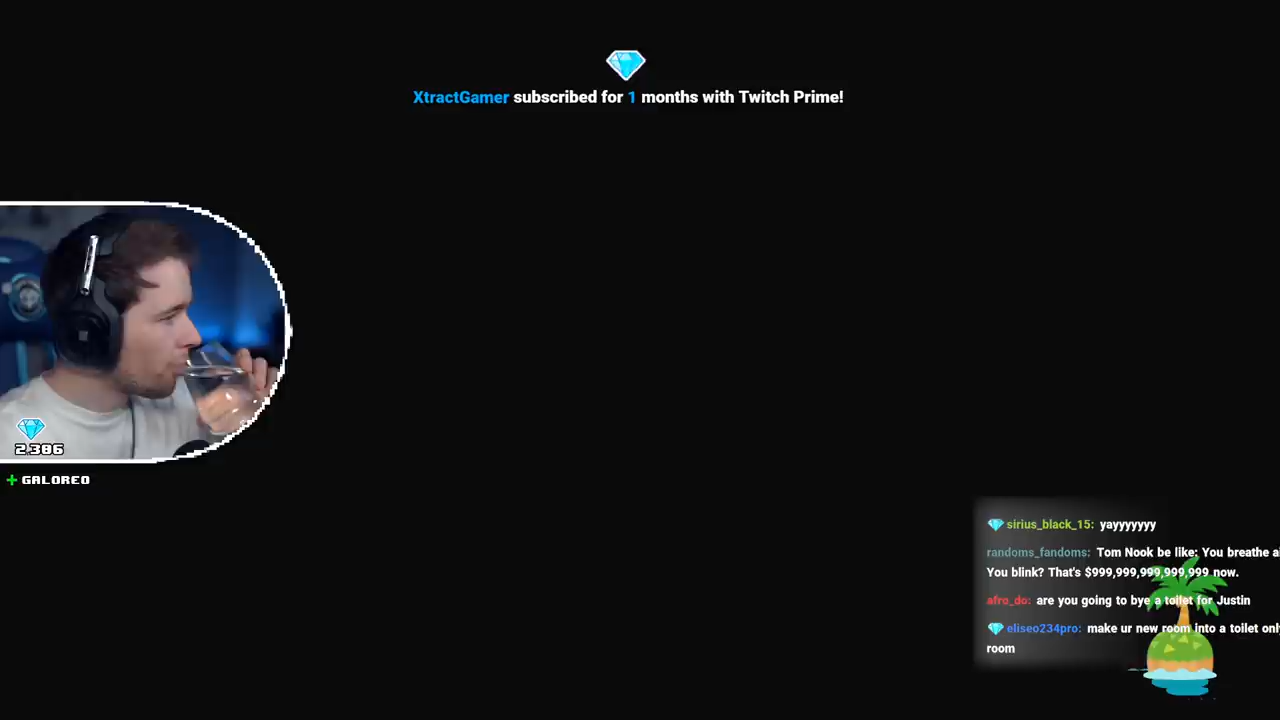 XtractGamer subscribed for 1 months with Twitch Prime!
2,386
+ GALOREO
sirius_black_15: yayyyyyyy
randoms_fandoms: Tom Nook be like: You breathe a
You blink? That's $999,999,999,999,999 now.
afro_do: are you going to bye a toilet for Justin
eliseo234pro: make ur new room into a toilet onl
room